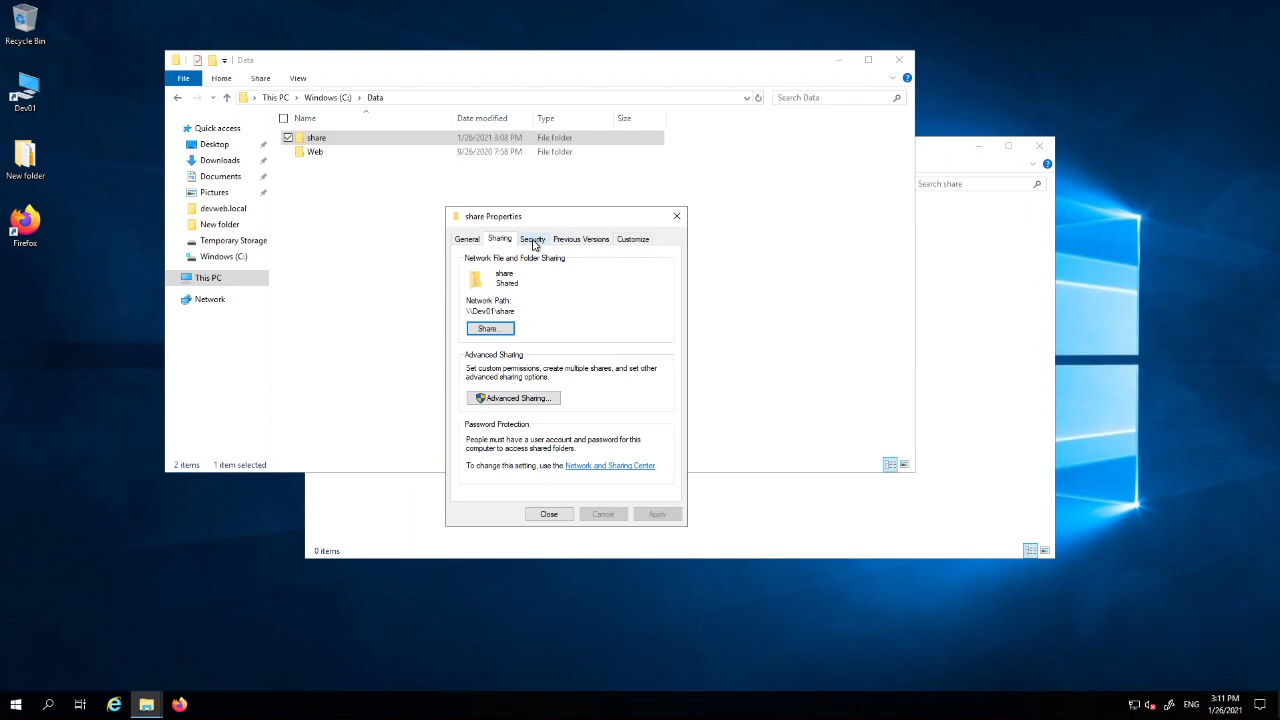 Recycle Bin
Dev01
New folder
Firefox
Data
File Home Share View
This PC Windows (C:) Data
Search Data
Name Date modified Type Size
share 1/26/2021 3:08 PM File folder
Web 9/26/2020 7:58 PM File folder
Quick access
Desktop
Downloads
Documents
Pictures
devweb.local
New folder
Temporary Storage
Windows (C:)
This PC
Network
2 items 1 item selected
Search share
0 items
share Properties
General Sharing Security Previous Versions Customize
Network File and Folder Sharing
share
Shared
Network Path:
\\Dev01\share
Share...
Advanced Sharing
Set custom permissions, create multiple shares, and set other
advanced sharing options.
Advanced Sharing...
Password Protection
People must have a user account and password for this
computer to access shared folders.
To change this setting, use the Network and Sharing Center.
Close Cancel Apply
ENG
3:11 PM
1/26/2021